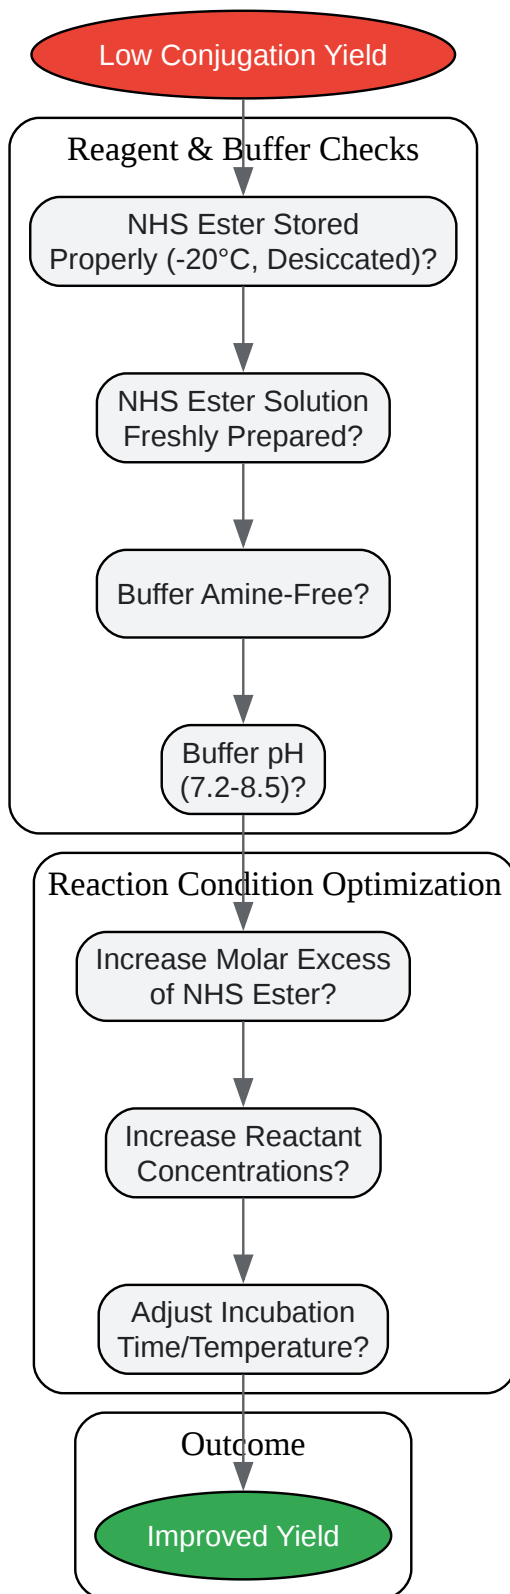 Low Conjugation Yield
Reagent & Buffer Checks
NHS Ester Stored
Properly (-20°C, Desiccated)?
NHS Ester Solution
Freshly Prepared?
Buffer Amine-Free?
Buffer pH
(7.2-8.5)?
Reaction Condition Optimization
Increase Molar Excess
of NHS Ester?
Increase Reactant
Concentrations?
Adjust Incubation
Time/Temperature?
Outcome
Improved Yield